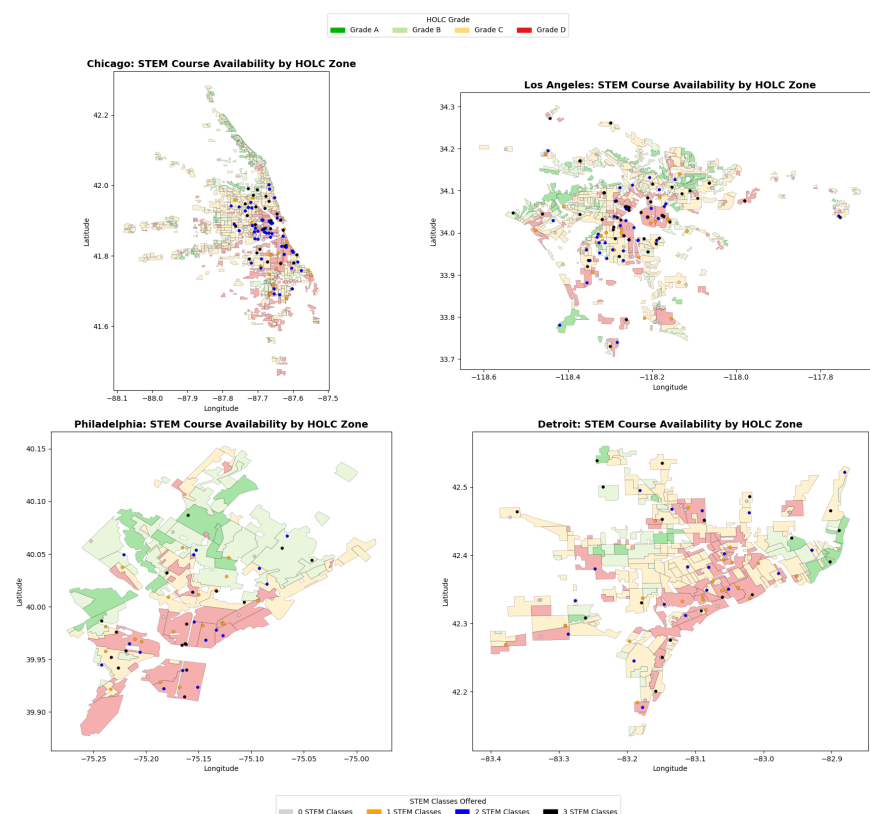 HOLC Grade
Grade A Grade B Grade C Grade D
Chicago: STEM Course Availability by HOLC Zone
Latitude
42.2
42.0
41.8
41.6
−88.1 −88.0 −87.9 −87.8 −87.7 −87.6 −87.5
Longitude
Los Angeles: STEM Course Availability by HOLC Zone
Latitude
34.3
34.2
34.1
34.0
33.9
33.8
33.7
−118.6 −118.4 −118.2 −118.0 −117.8
Longitude
Philadelphia: STEM Course Availability by HOLC Zone
Latitude
40.15
40.10
40.05
40.00
39.95
39.90
−75.25 −75.20 −75.15 −75.10 −75.05 −75.00
Longitude
Detroit: STEM Course Availability by HOLC Zone
Latitude
42.5
42.4
42.3
42.2
−83.4 −83.3 −83.2 −83.1 −83.0 −82.9
Longitude
STEM Classes Offered
0 STEM Classes 1 STEM Classes 2 STEM Classes 3 STEM Classes